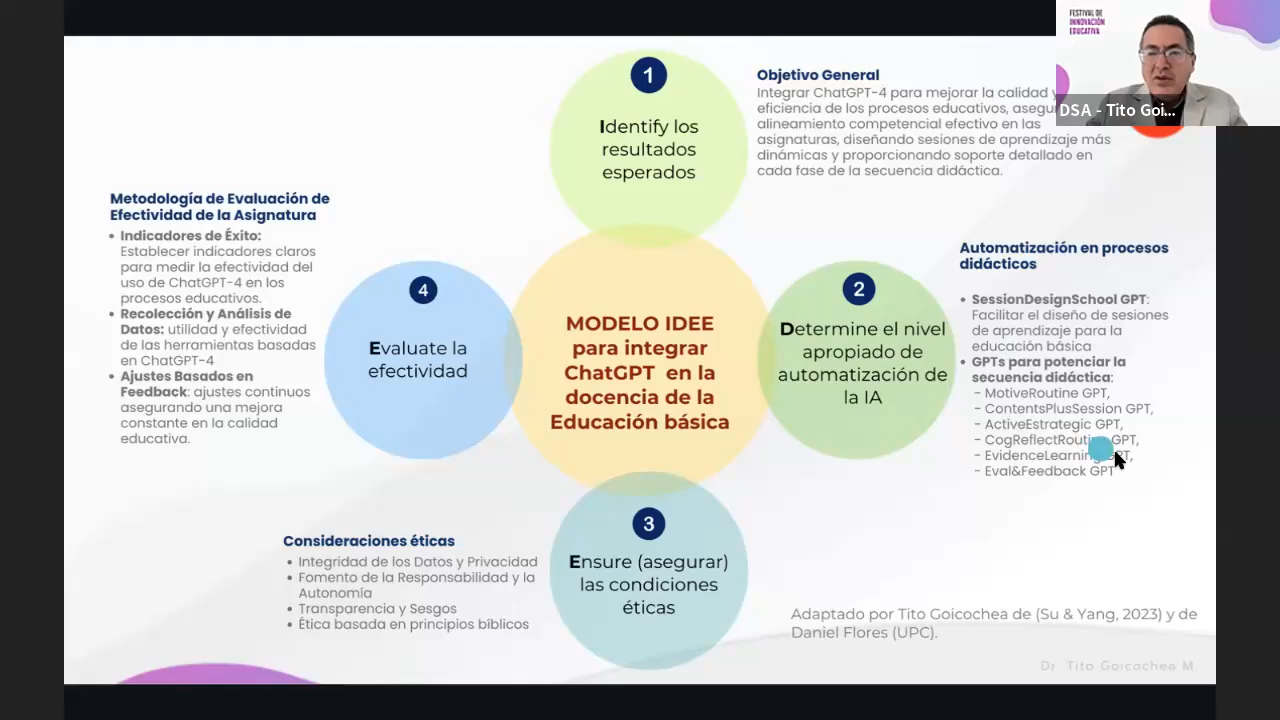 FESTIVAL DE
INNOVACIÓN
EDUCATIVA
DSA - Tito Goi...
1
Identify los
resultados
esperados
Objetivo General
Integrar ChatGPT-4 para mejorar la calidad y
eficiencia de los procesos educativos,
alineamiento competencial efectivo en las
asignaturas, diseñando sesiones de aprendizaje más
dinámicas y proporcionando soporte detallado en
cada fase de la secuencia didáctica.
Metodología de Evaluación de
Efectividad de la Asignatura
• Indicadores de Éxito:
Establecer indicadores claros
para medir la efectividad del
uso de ChatGPT-4 en los
procesos educativos.
• Recolección y Análisis de
Datos: utilidad y efectividad
de las herramientas basadas
en ChatGPT-4
• Ajustes Basados en
Feedback: ajustes continuos
asegurando una mejora
constante en la calidad
educativa.
4
Evaluate la
efectividad
MODELO IDEE
para integrar
ChatGPT en la
docencia de la
Educación básica
2
Determine el nivel
apropiado de
automatización de
la IA
Automatización en procesos
didácticos
• SessionDesignSchool GPT:
Facilitar el diseño de sesiones
de aprendizaje para la
educación básica
• GPTs para potenciar la
secuencia didáctica:
- MotiveRoutine GPT,
- ContentsPlusSession GPT,
- ActiveEstrategic GPT,
- CogReflectRoutine GPT,
- EvidenceLearning GPT,
- Eval&Feedback GPT
3
Ensure (asegurar)
las condiciones
éticas
Consideraciones éticas
• Integridad de los Datos y Privacidad
• Fomento de la Responsabilidad y la
Autonomía
• Transparencia y Sesgos
• Ética basada en principios bíblicos
Adaptado por Tito Goicochea de (Su & Yang, 2023) y de
Daniel Flores (UPC).
Dr. Tito Goicochea M.